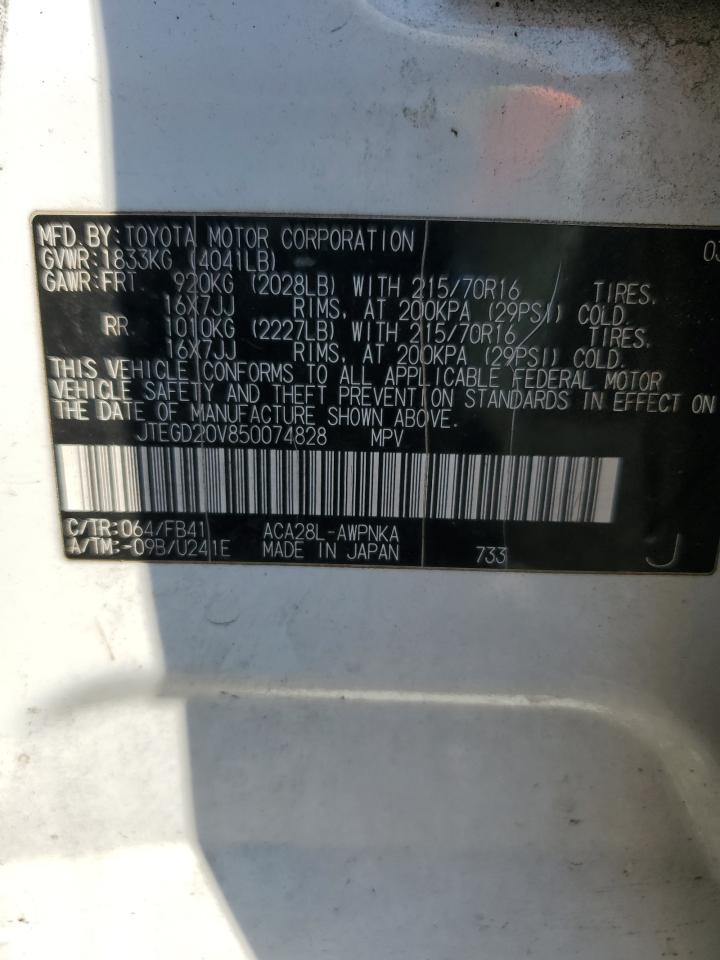 MFD. BY: TOYOTA MOTOR CORPORATION 03
GVWR: 1833KG (4041LB)
GAWR: FRT. 920KG (2028LB) WITH 215/70R16 TIRES.
16X7JJ RIMS, AT 200KPA (29PSI) COLD.
RR. 1010KG (2227LB) WITH 215/70R16 TIRES.
16X7JJ RIMS, AT 200KPA (29PSI) COLD.
THIS VEHICLE CONFORMS TO ALL APPLICABLE FEDERAL MOTOR
VEHICLE SAFETY AND THEFT PREVENTION STANDARDS IN EFFECT ON
THE DATE OF MANUFACTURE SHOWN ABOVE.
JTEGD20V850074828 MPV
C/TR: 064/FB41 ACA28L-AWPNKA
A/TM: -09B/U241E MADE IN JAPAN 733 J